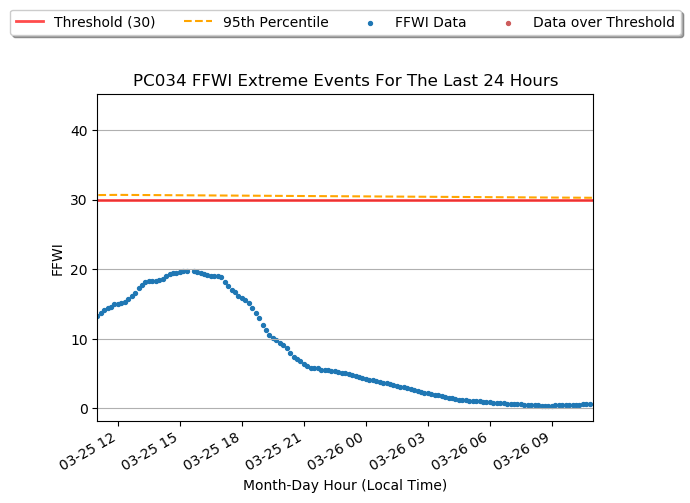 Threshold (30) 95th Percentile FFWI Data Data over Threshold
PC034 FFWI Extreme Events For The Last 24 Hours
40
30
20
10
0
FFWI
03-25 12 03-25 15 03-25 18 03-25 21 03-26 00 03-26 03 03-26 06 03-26 09
Month-Day Hour (Local Time)